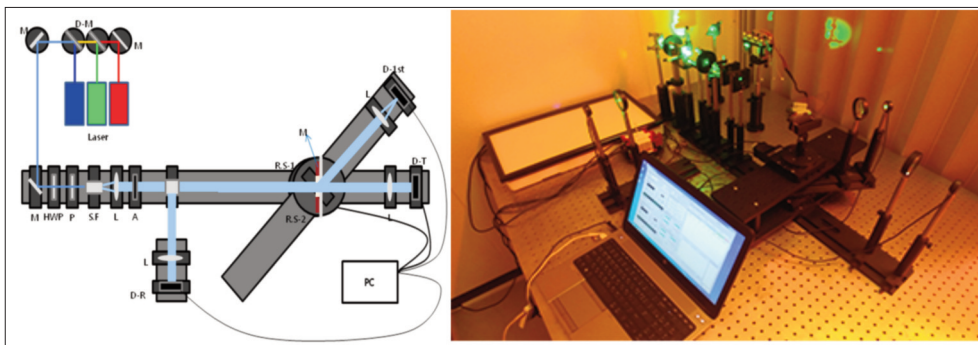 M
D-M
M
Laser
D-1st
L
M
R.S-1
D-T
R.S-2
L
M HWP P S.F L A
L
D-R
PC